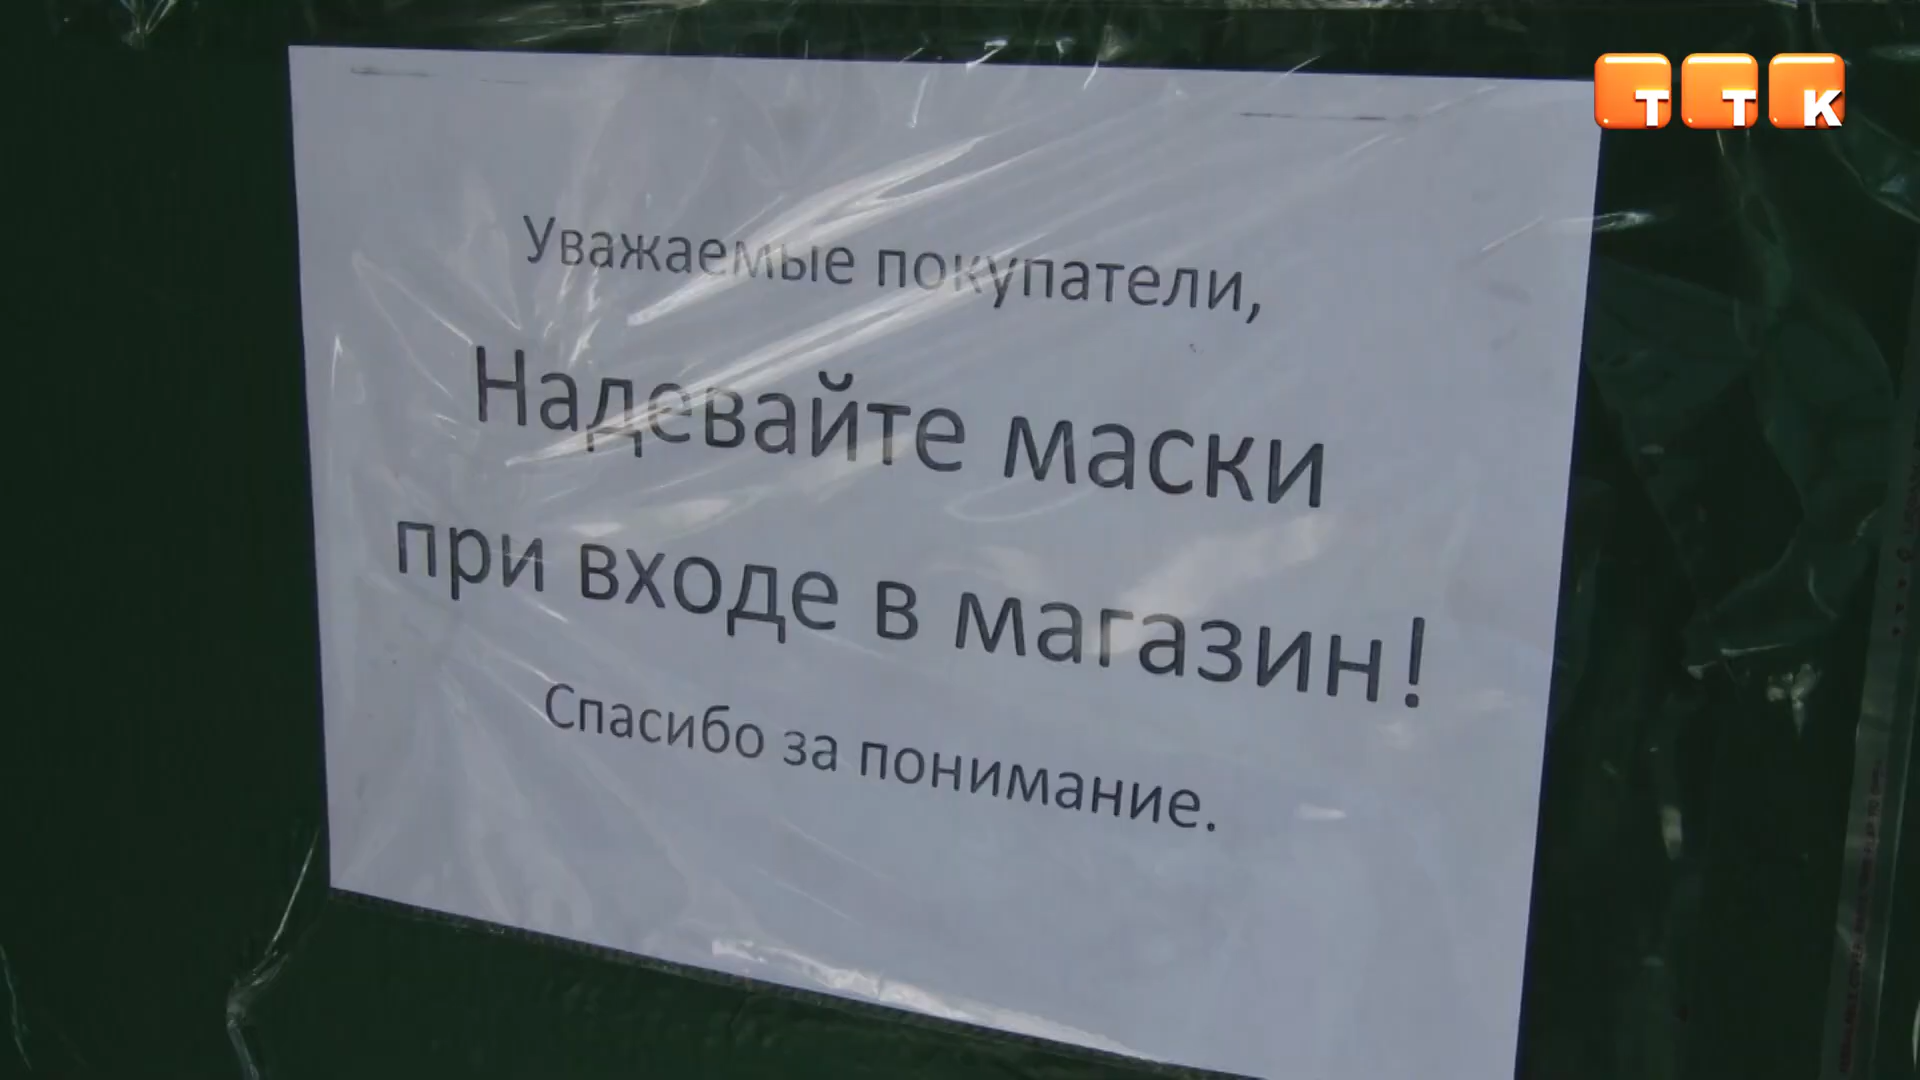 ТТК
Уважаемые покупатели,
Надевайте маски
при входе в магазин!
Спасибо за понимание.